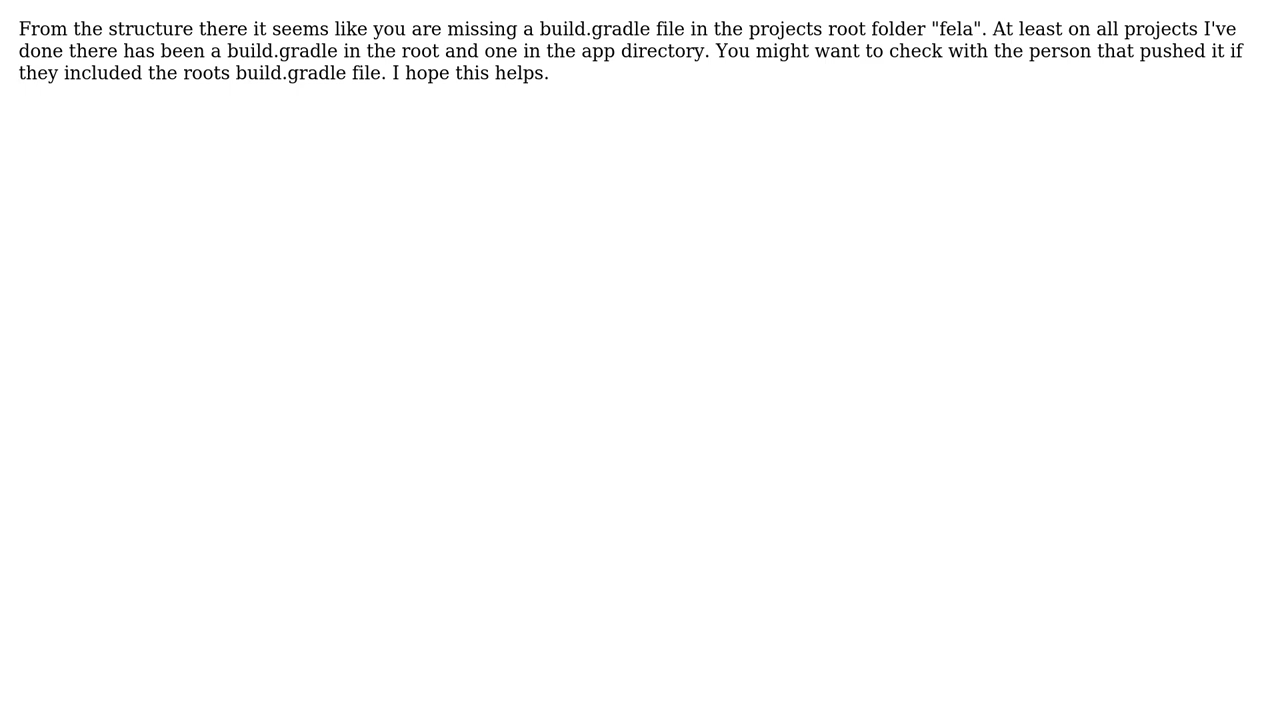 From the structure there it seems like you are missing a build.gradle file in the projects root folder "fela". At least on all projects I've
done there has been a build.gradle in the root and one in the app directory. You might want to check with the person that pushed it if
they included the roots build.gradle file. I hope this helps.